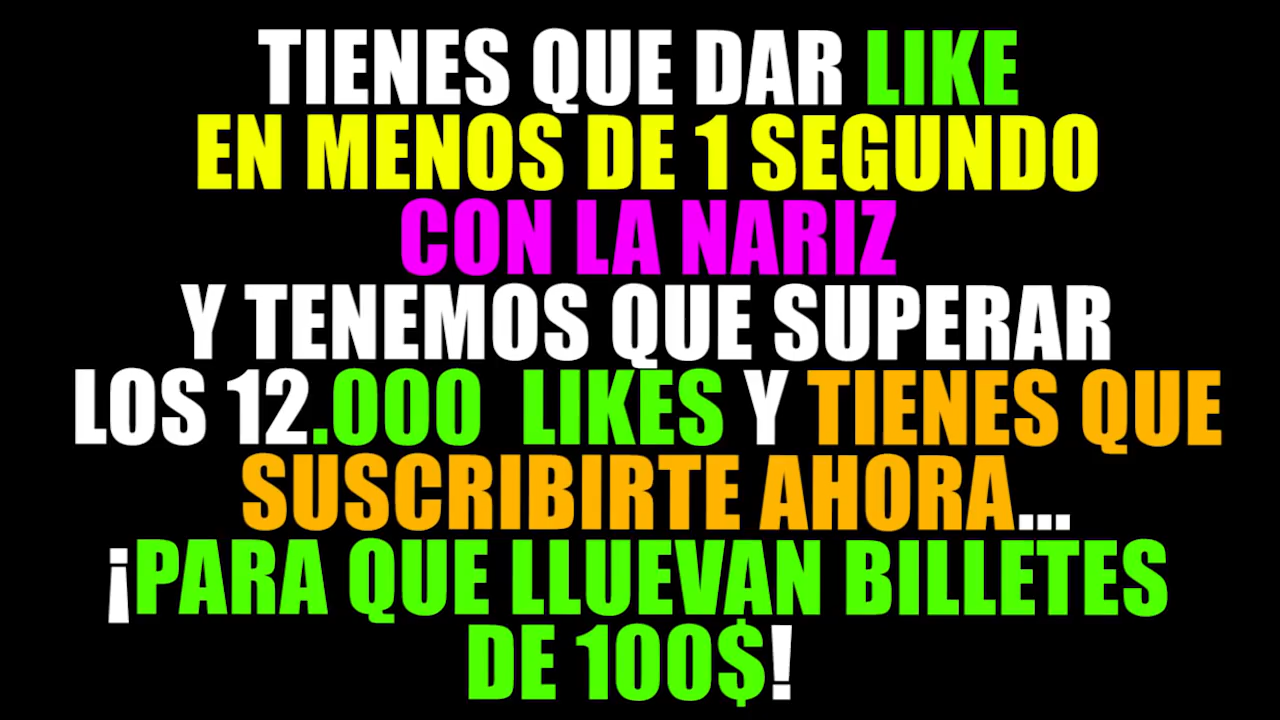 TIENES QUE DAR LIKE
EN MENOS DE 1 SEGUNDO
CON LA NARIZ
Y TENEMOS QUE SUPERAR
LOS 12.000 LIKES Y TIENES QUE
SUSCRIBIRTE AHORA...
¡PARA QUE LLUEVAN BILLETES
DE 100$!